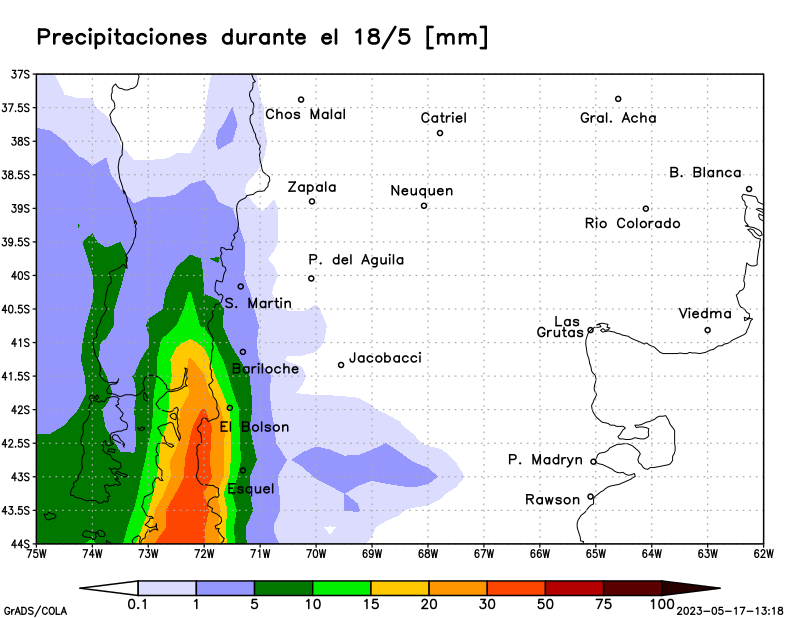 Precipitaciones durante el 18/5 [mm]
37S
37.5S
Chos Malal
Catriel
Gral. Acha
38S
38.5S
B. Blanca
Zapala
Neuquen
39S
Rio Colorado
39.5S
P. del Aguila
40S
S. Martin
40.5S
Viedma
Las
Grutas
41S
Jacobacci
Bariloche
41.5S
42S
El Bolson
42.5S
P. Madryn
43S
Esquel
Rawson
43.5S
44S
75W 74W 73W 72W 71W 70W 69W 68W 67W 66W 65W 64W 63W 62W
0.1 1 5 10 15 20 30 50 75 100
GrADS/COLA
2023-05-17-13:18